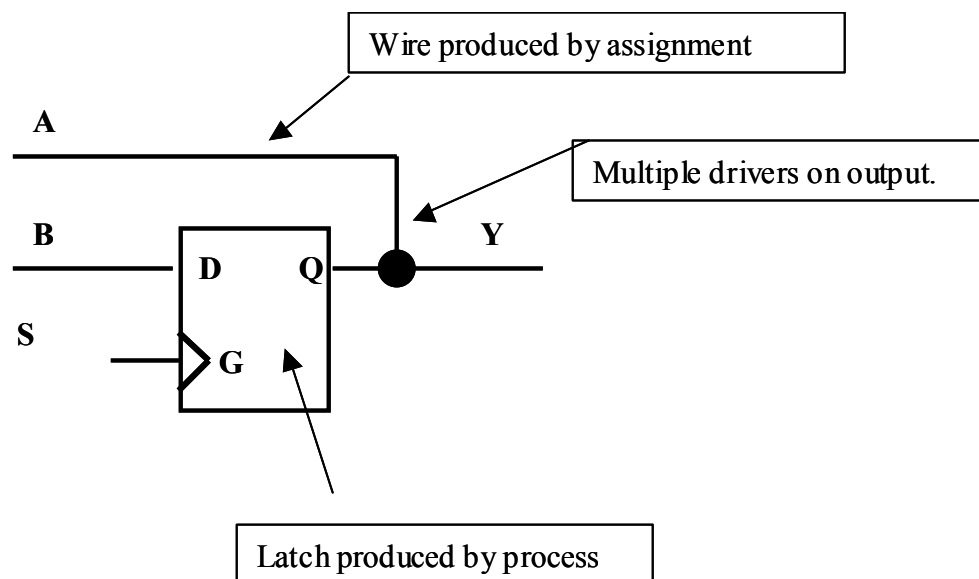 Wire produced by assignment
A
Multiple drivers on output.
B
Y
D
Q
S
G
Latch produced by process